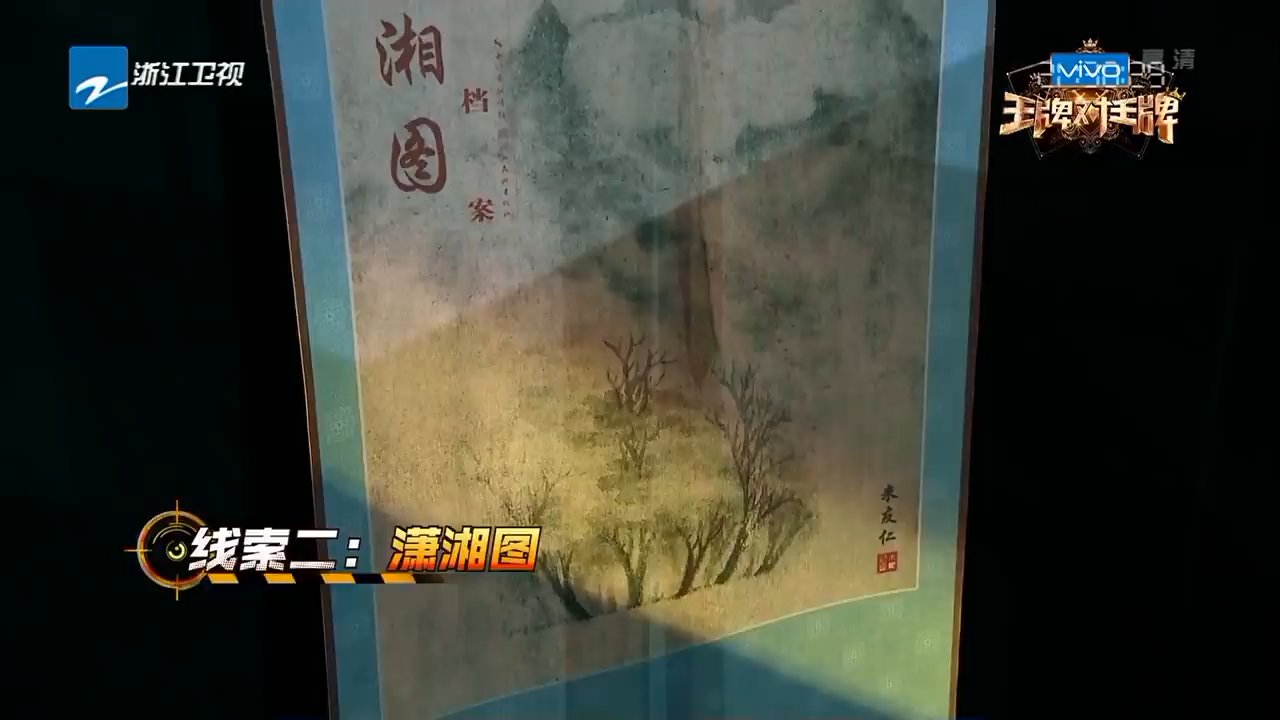 浙江卫视
高清
vivo
王牌对王牌
湘图
档案
米友仁
线索二：潇湘图